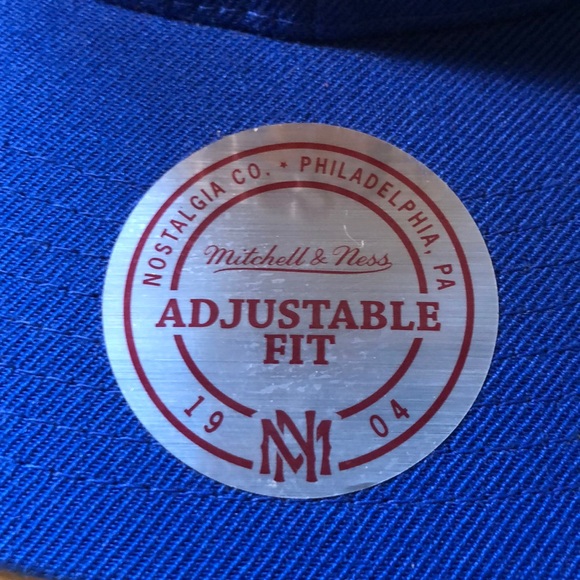 NOSTALGIA CO. • PHILADELPHIA, PA
Mitchell & Ness
ADJUSTABLE
FIT
19 04
MN